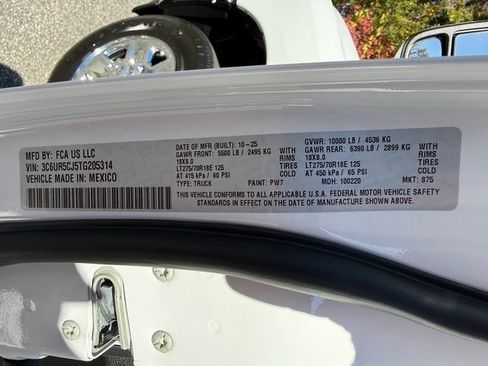 MFD BY: FCA US LLC
VIN: 3C6UR5CJ5TG205314
VEHICLE MADE IN: MEXICO
DATE OF MFR (BUILT): 10-25
GAWR FRONT: 5500 LB / 2495 KG
18X8.0
LT275/70R18E 125
AT 415 kPa / 60 PSI
TYPE: TRUCK
WITH
TIRES
RIMS
COLD
PAINT: PW7
GVWR: 10000 LB / 4536 KG
GAWR REAR: 6390 LB / 2899 KG
18X8.0
LT275/70R18E 125
AT 450 kPa / 65 PSI
MDH: 100220
WITH
TIRES
RIMS
COLD
MKT: 875
THIS VEHICLE CONFORMS TO ALL APPLICABLE U.S.A. FEDERAL MOTOR VEHICLE SAFETY
STANDARDS IN EFFECT ON THE DATE OF MANUFACTURE SHOWN ABOVE.